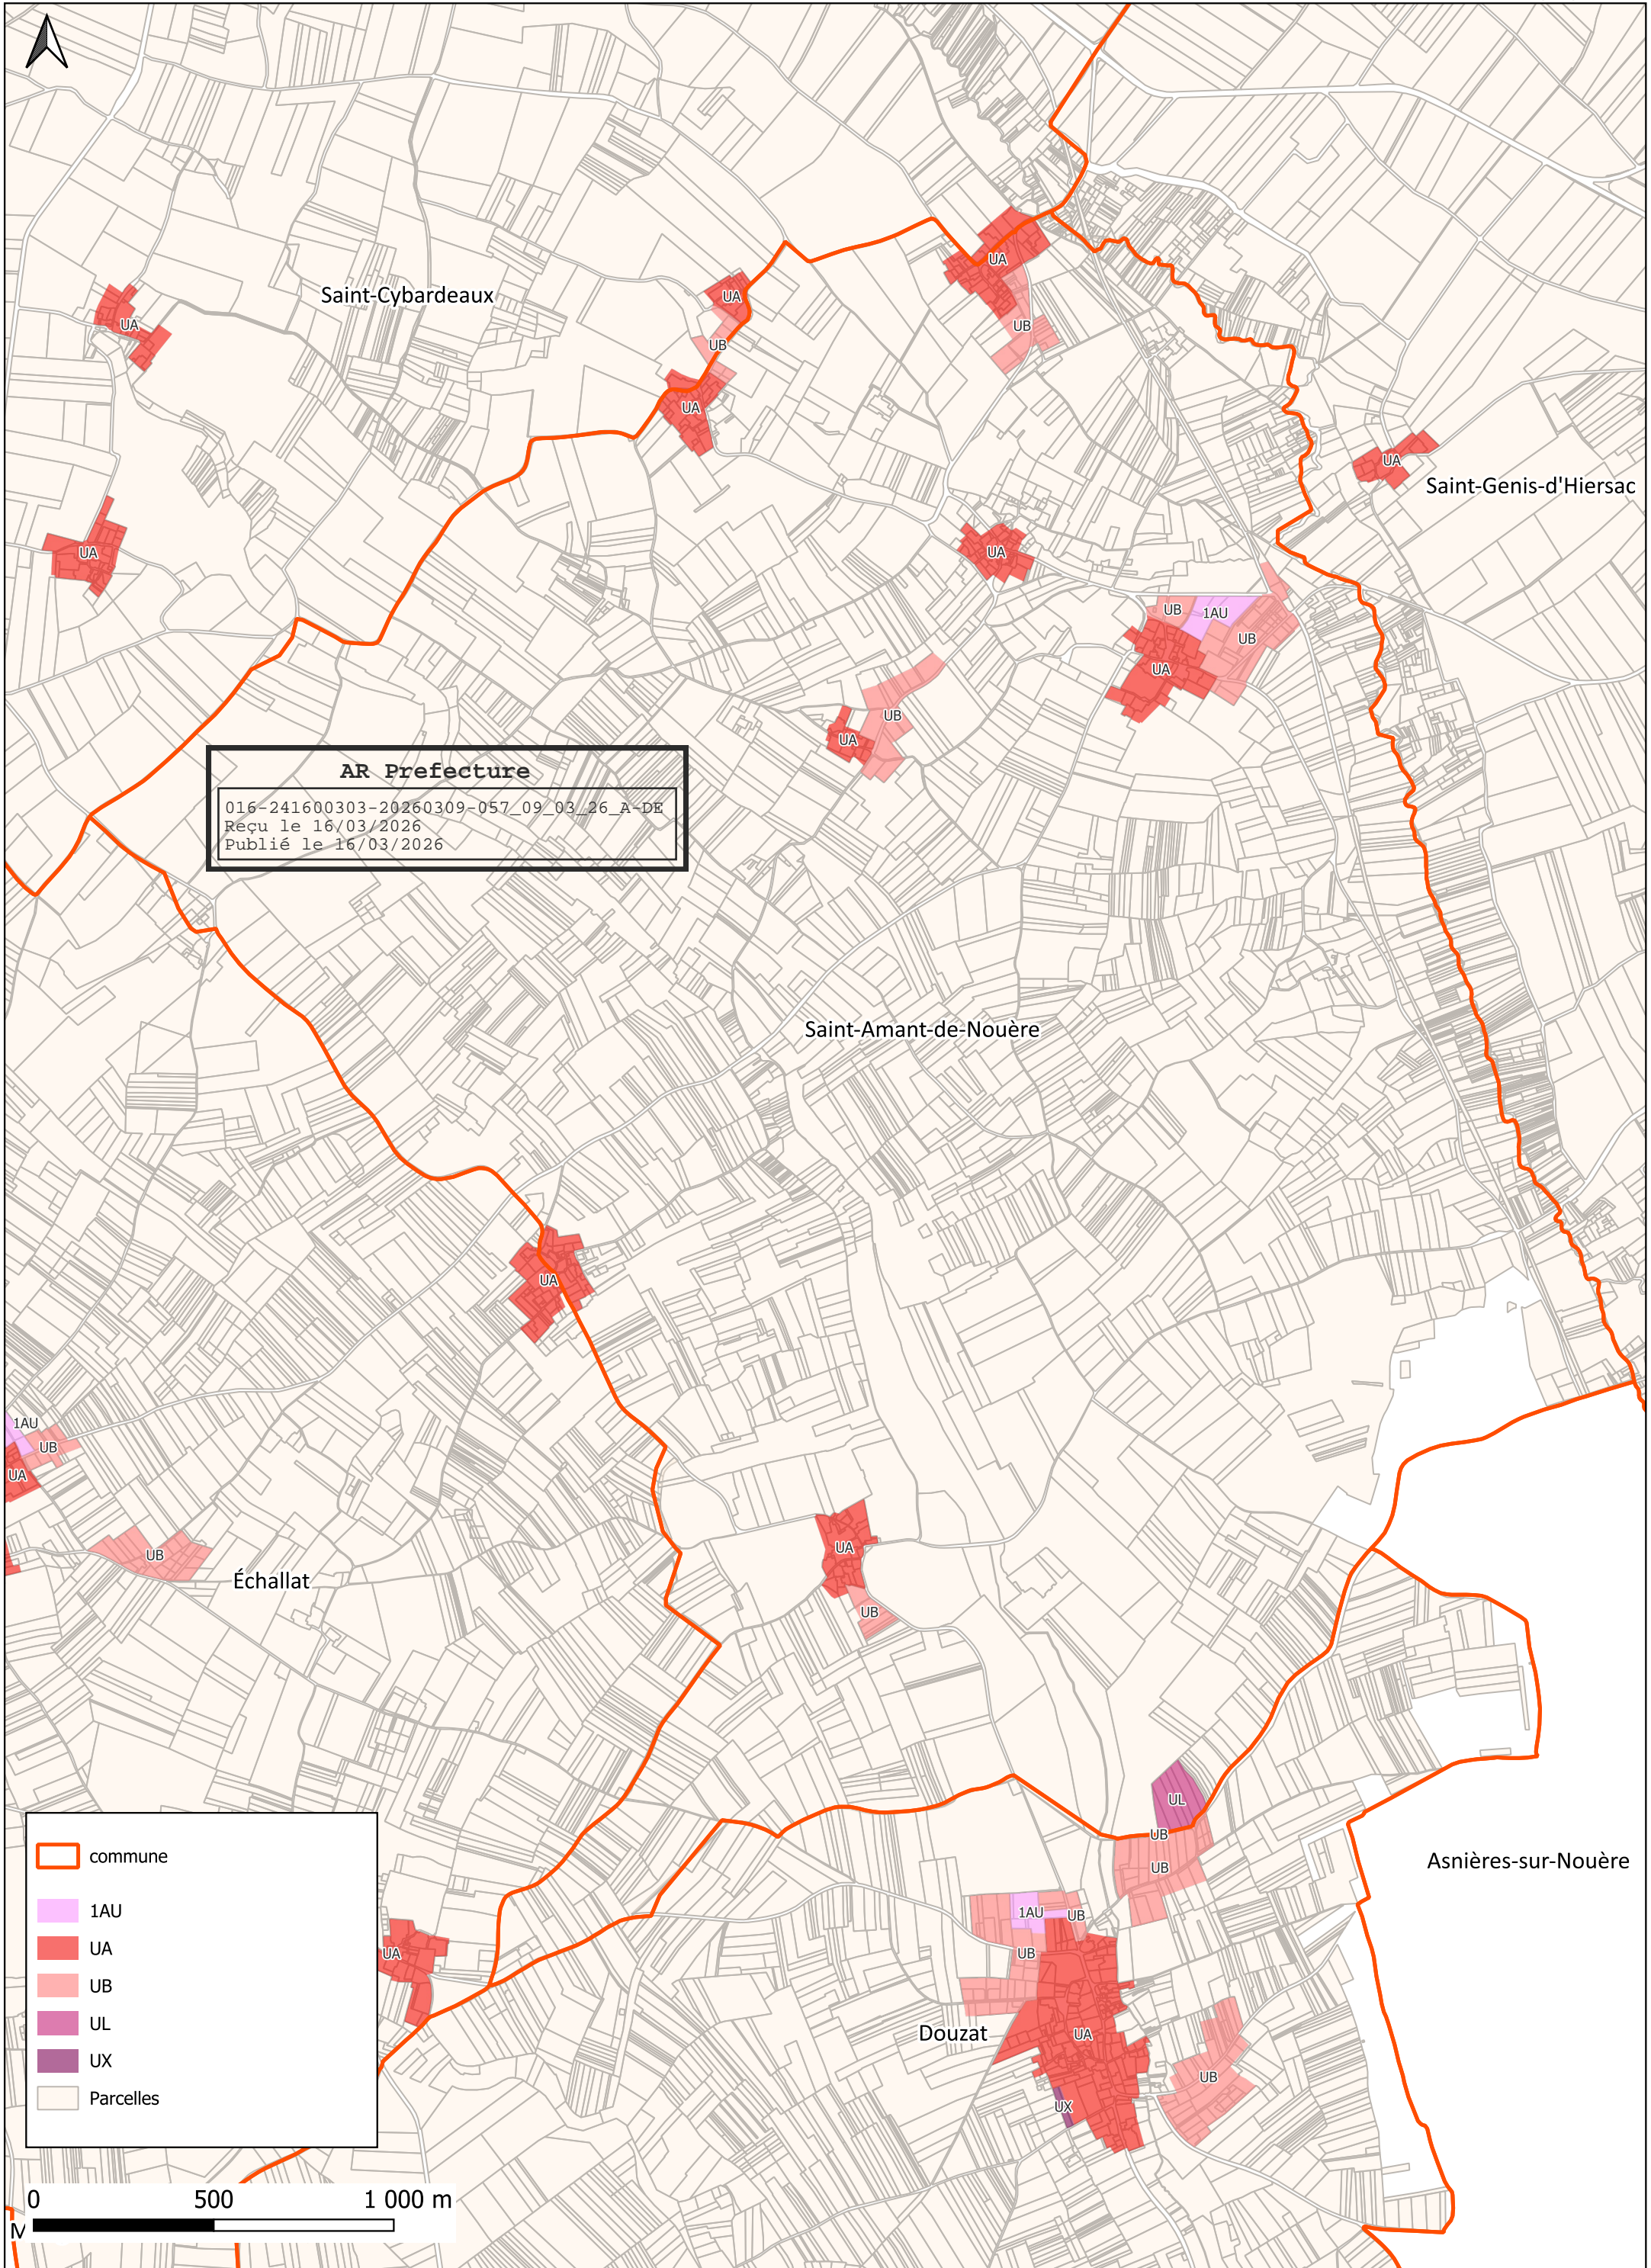 UA
Saint-Cybardeaux
UA
UA
UB
UA
UB
UA
UA
Saint-Genis-d'Hiersac
UA
UA
UB
1AU
UB
UA
UB
UA
AR Prefecture
016-241600303-20260309-057_09_03_26_A-DE
Reçu le 16/03/2026
Publié le 16/03/2026
Saint-Amant-de-Nouère
UA
1AU
UB
UA
UA
UB
Échallat
UB
UL
UB
UB
Asnières-sur-Nouère
1AU
UB
UB
UA
Douzat
UA
UB
UX
commune
1AU
UA
UB
UL
UX
Parcelles
0 500 1 000 m